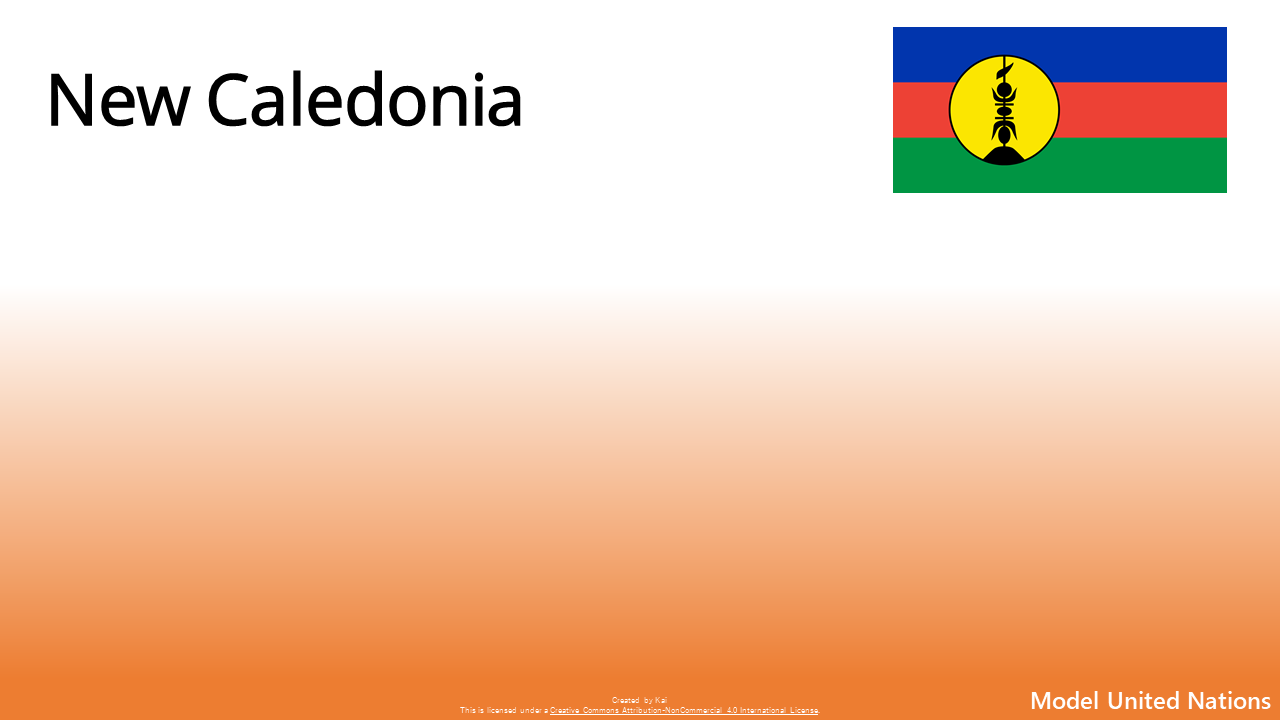 New Caledonia
Created by Kal
This is licensed under a Creative Commons Attribution-NonCommercial 4.0 International License.
Model United Nations